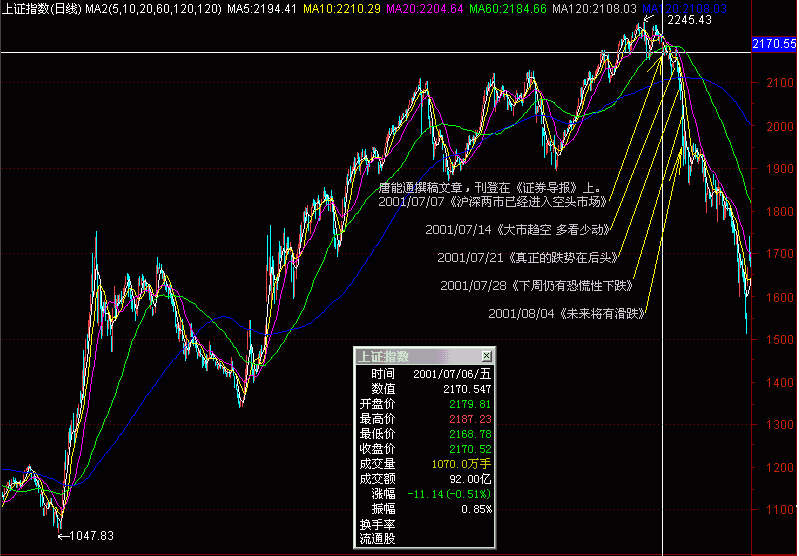 上证指数(日线) MA2(5,10,20,60,120,120) MA5:2194.41 MA10:2210.29 MA20:2204.64 MA60:2184.66 MA120:2108.03 MA120:2108.03
2245.43
2170.55
2100
2000
1900
唐能通撰稿文章，刊登在《证券导报》上。
2001/07/07《沪深两市已经进入空头市场》
1800
2001/07/14《大市趋空 多看少动》
1700
2001/07/21《真正的跌势在后头》
2001/07/28《下周仍有恐慌性下跌》
1600
2001/08/04《未来将有滑跌》
1500
1400
1300
1200
1100
上证指数
时间 2001/07/06/五
数值 2170.547
开盘价 2179.81
最高价 2187.23
最低价 2168.78
收盘价 2170.52
成交量 1070.0万手
成交额 92.00亿
涨幅 -11.14(-0.51%)
振幅 0.85%
换手率
流通股
1047.83